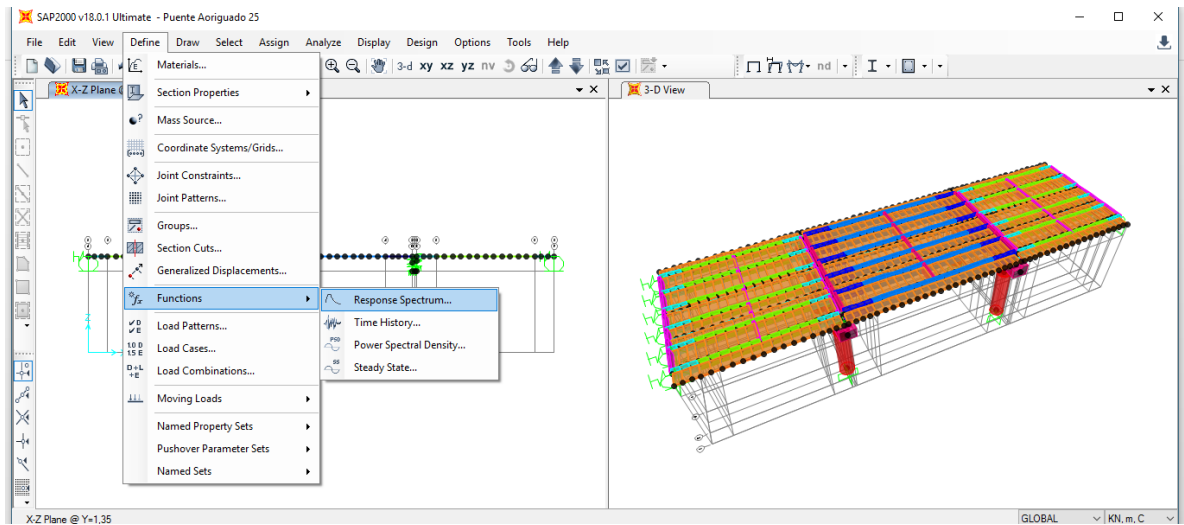 SAP2000 v18.0.1 Ultimate - Puente Aoriguado 25
File Edit View Define Draw Select Assign Analyze Display Design Options Tools Help
3-d xy xz yz nv nd
X-Z Plane
3-D View
Materials...
Section Properties
Mass Source...
Coordinate Systems/Grids...
Joint Constraints...
Joint Patterns...
Groups...
Section Cuts...
Generalized Displacements...
Functions
Response Spectrum...
Time History...
PSD
Power Spectral Density...
SS
Steady State...
Load Patterns...
Load Cases...
Load Combinations...
Moving Loads
Named Property Sets
Pushover Parameter Sets
Named Sets
X-Z Plane @ Y=1,35
GLOBAL
KN, m, C